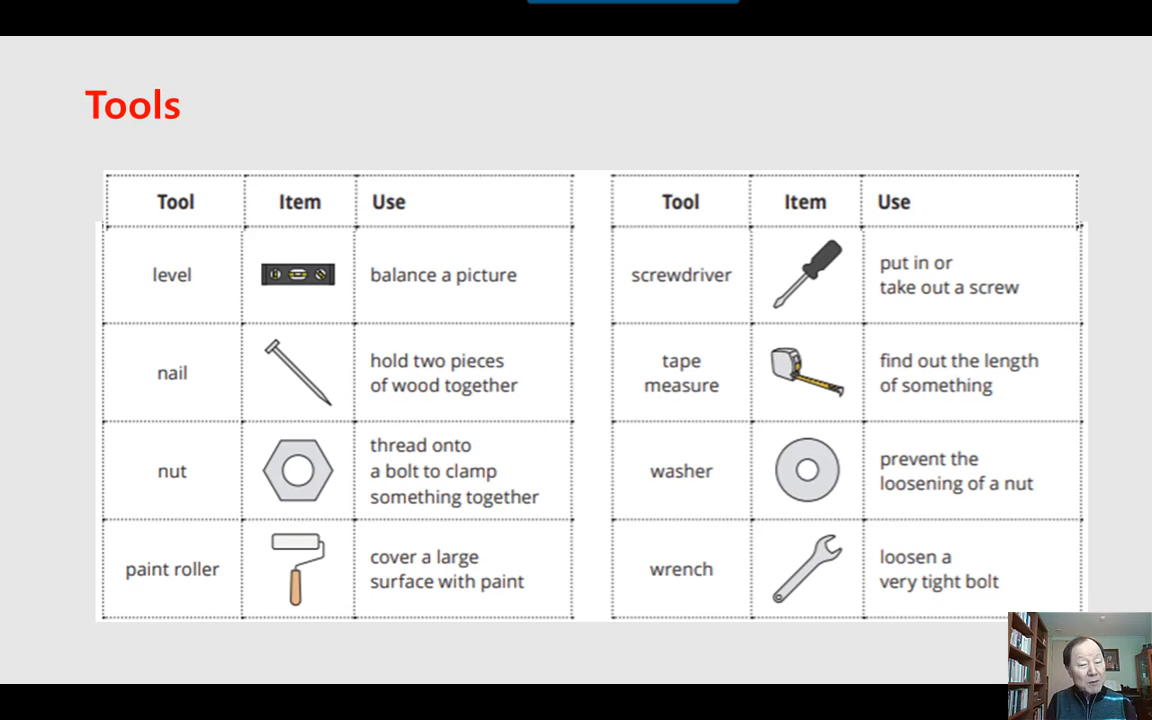 Tools
Tool Item Use
level balance a picture
nail hold two pieces
of wood together
nut thread onto
a bolt to clamp
something together
paint roller cover a large
surface with paint
Tool Item Use
screwdriver put in or
take out a screw
tape
measure
find out the length
of something
washer prevent the
loosening of a nut
wrench loosen a
very tight bolt